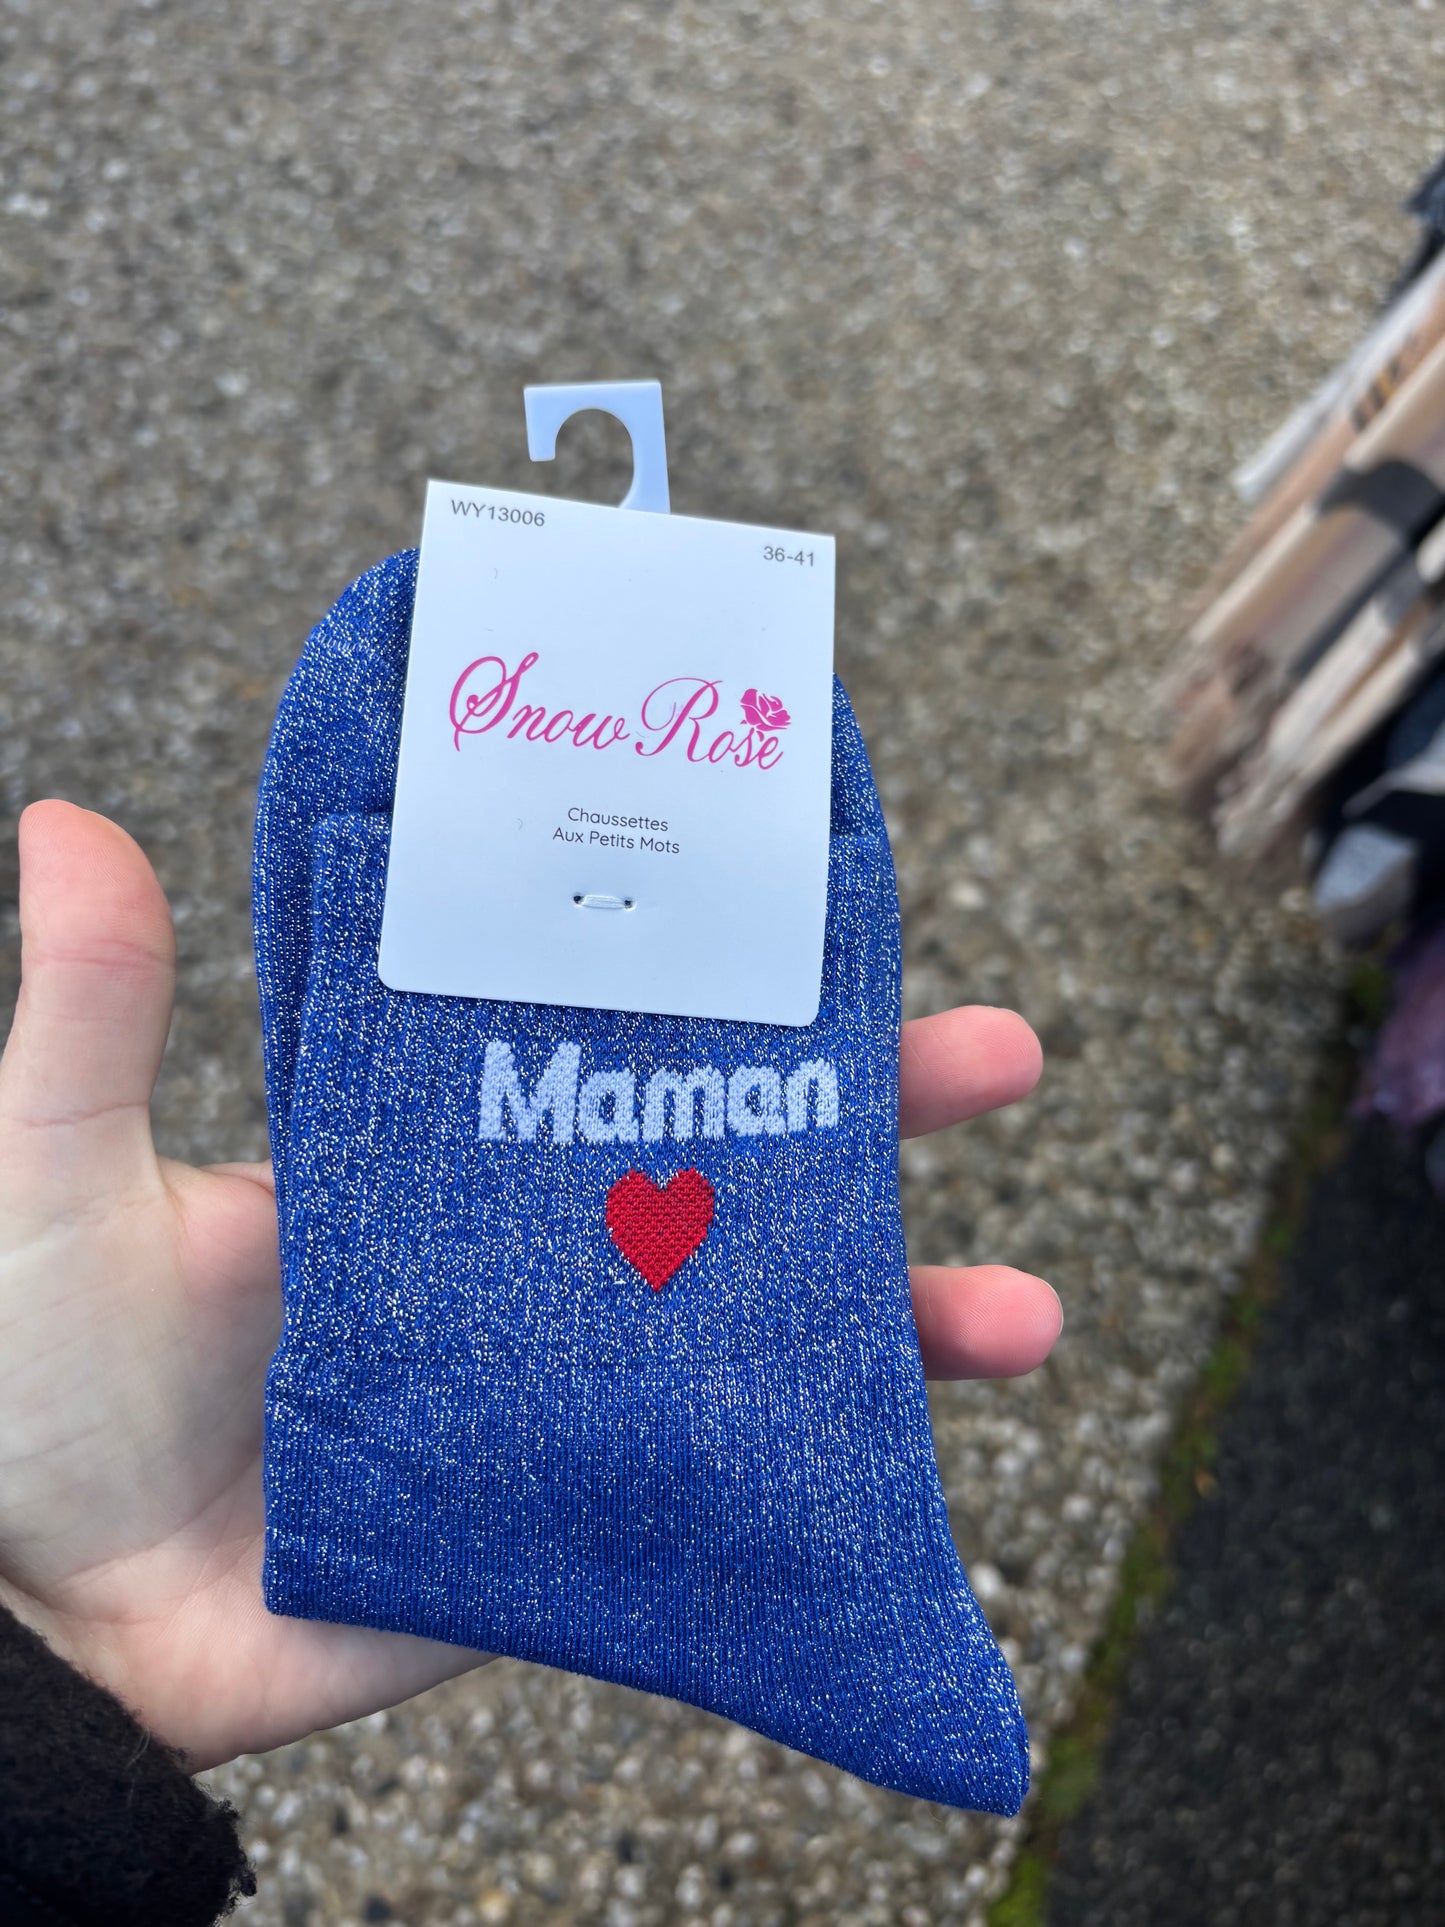 WY13006
36-41
Snow Rose
Chaussettes
Aux Petits Mots
Maman